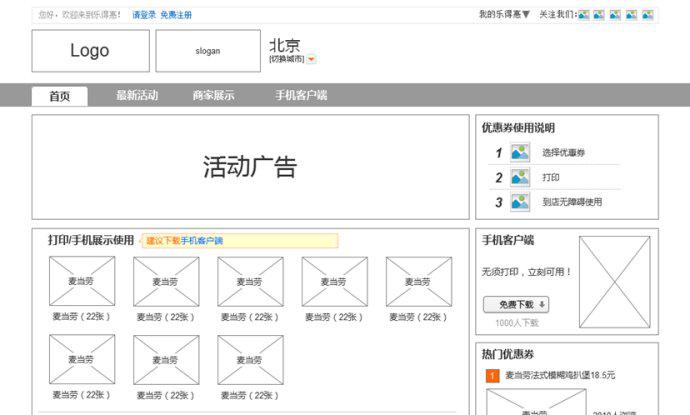 您好，欢迎来到乐得惠！ 请登录 免费注册
我的乐得惠▼ 关注我们：
Logo
slogan
北京
[切换城市]
首页 最新活动 商家展示 手机客户端
活动广告
优惠券使用说明
1 选择优惠券
2 打印
3 到店无障碍使用
打印/手机展示使用 建议下载手机客户端
麦当劳 麦当劳 麦当劳 麦当劳 麦当劳
麦当劳（22张） 麦当劳（22张） 麦当劳（22张） 麦当劳（22张） 麦当劳（22张）
麦当劳 麦当劳 麦当劳
麦当劳（22张） 麦当劳（22张） 麦当劳（22张）
手机客户端
无须打印，立刻可用！
免费下载
1000人下载
热门优惠券
1 麦当劳法式模糊鸡扒堡18.5元